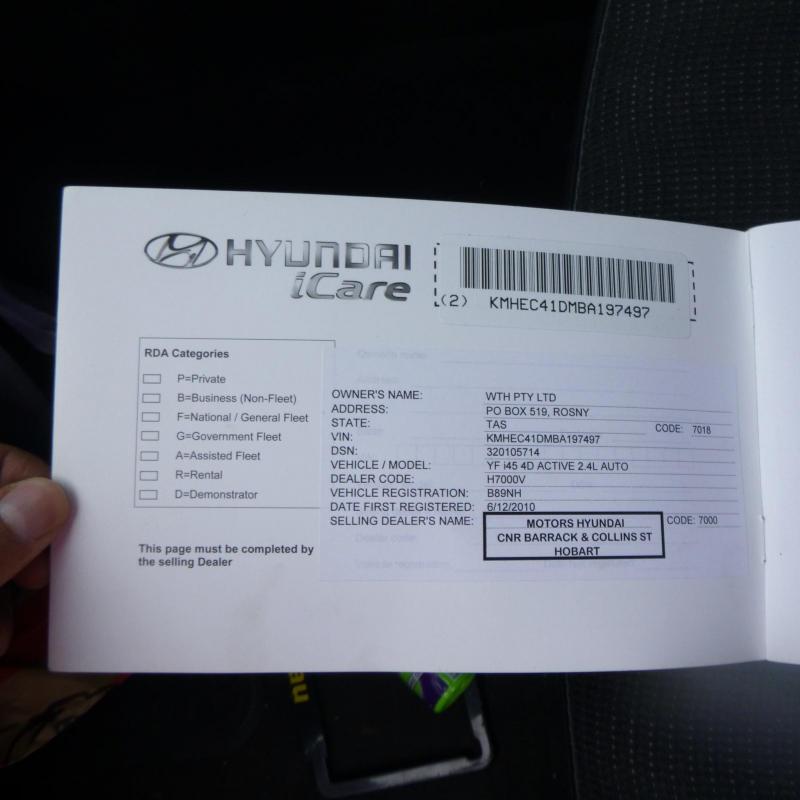 HYUNDAI
iCare
(2) KMHEC41DMBA197497
RDA Categories
P=Private
B=Business (Non-Fleet)
F=National / General Fleet
G=Government Fleet
A=Assisted Fleet
R=Rental
D=Demonstrator
This page must be completed by
the selling Dealer
OWNER'S NAME: WTH PTY LTD
ADDRESS: PO BOX 519, ROSNY
STATE: TAS CODE: 7018
VIN: KMHEC41DMBA197497
DSN: 320105714
VEHICLE / MODEL: YF i45 4D ACTIVE 2.4L AUTO
DEALER CODE: H7000V
VEHICLE REGISTRATION: B89NH
DATE FIRST REGISTERED: 6/12/2010
SELLING DEALER'S NAME: MOTORS HYUNDAI CODE: 7000
CNR BARRACK & COLLINS ST
HOBART